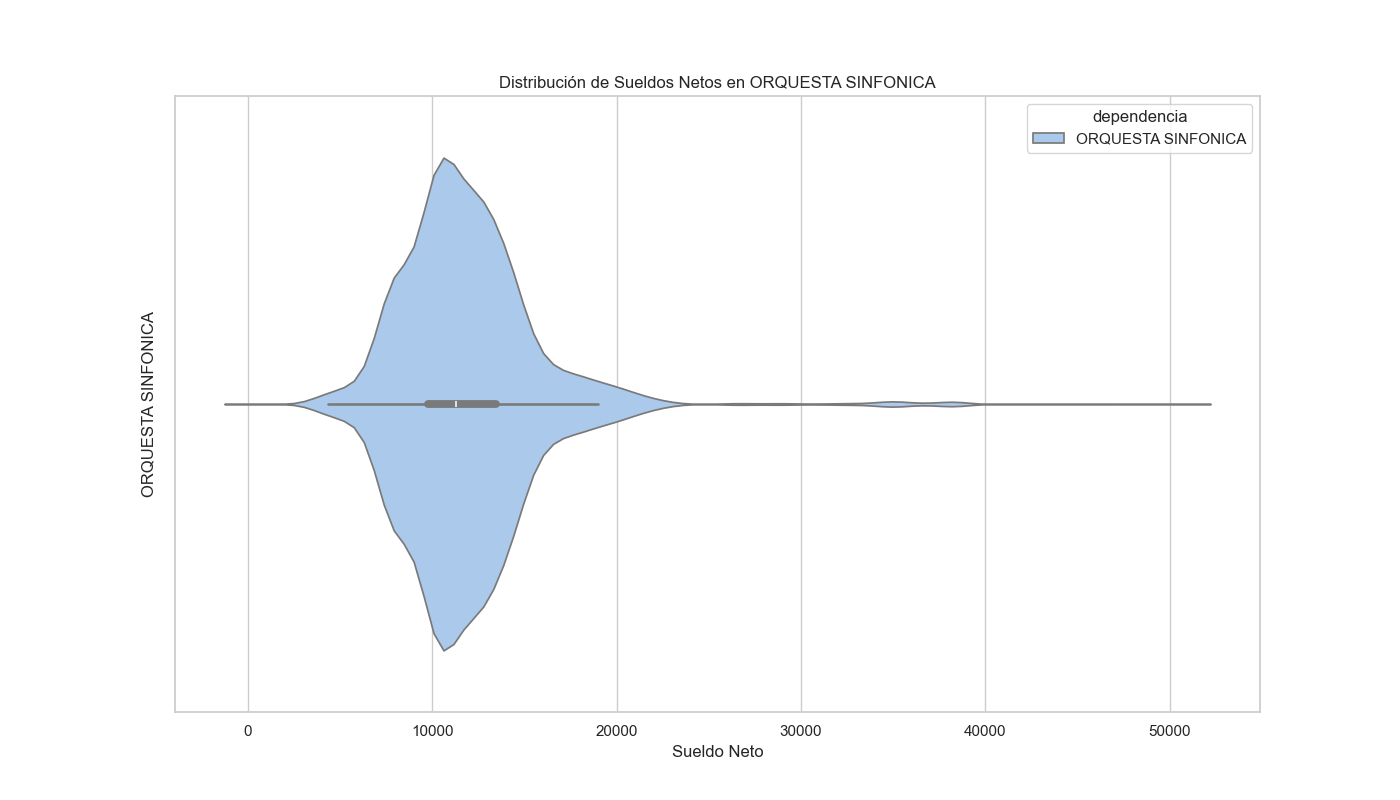 Distribución de Sueldos Netos en ORQUESTA SINFONICA
dependencia
ORQUESTA SINFONICA
ORQUESTA SINFONICA
0
10000
20000
30000
40000
50000
Sueldo Neto